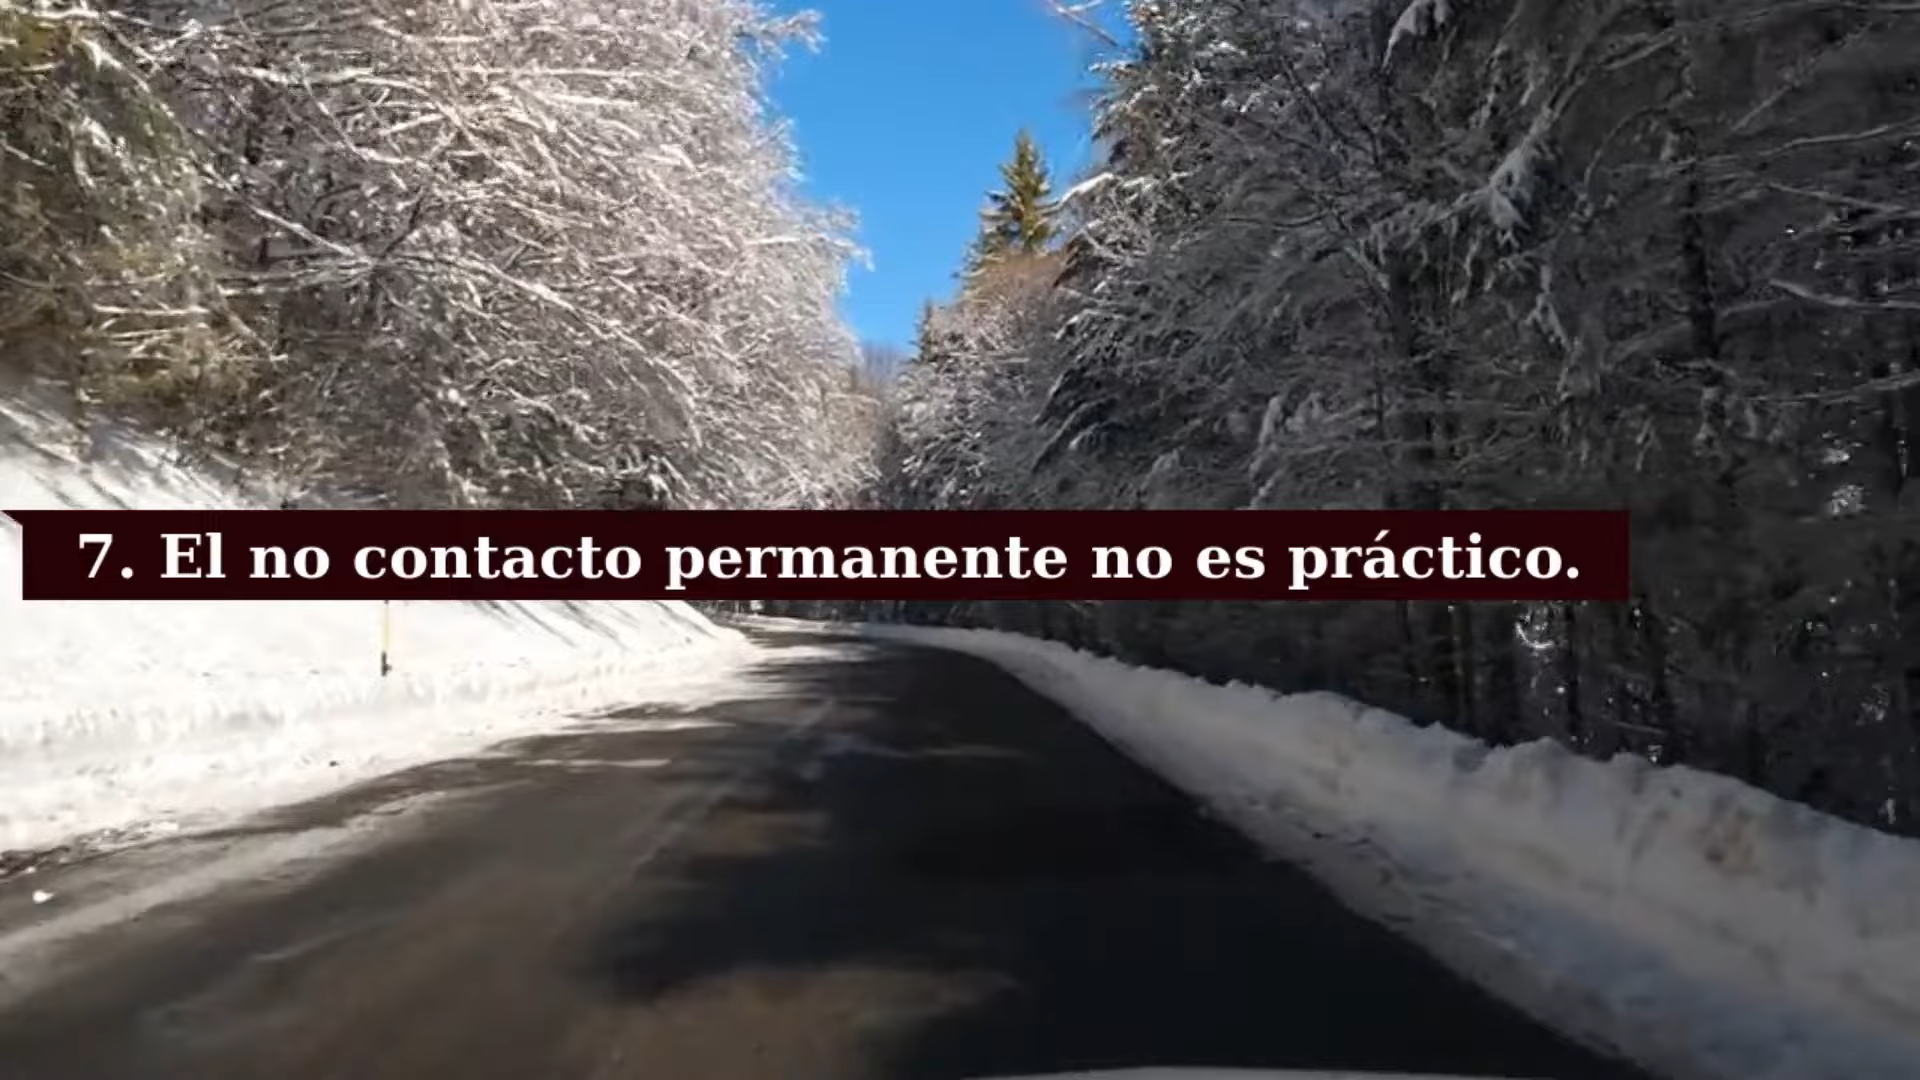 7. El no contacto permanente no es práctico.